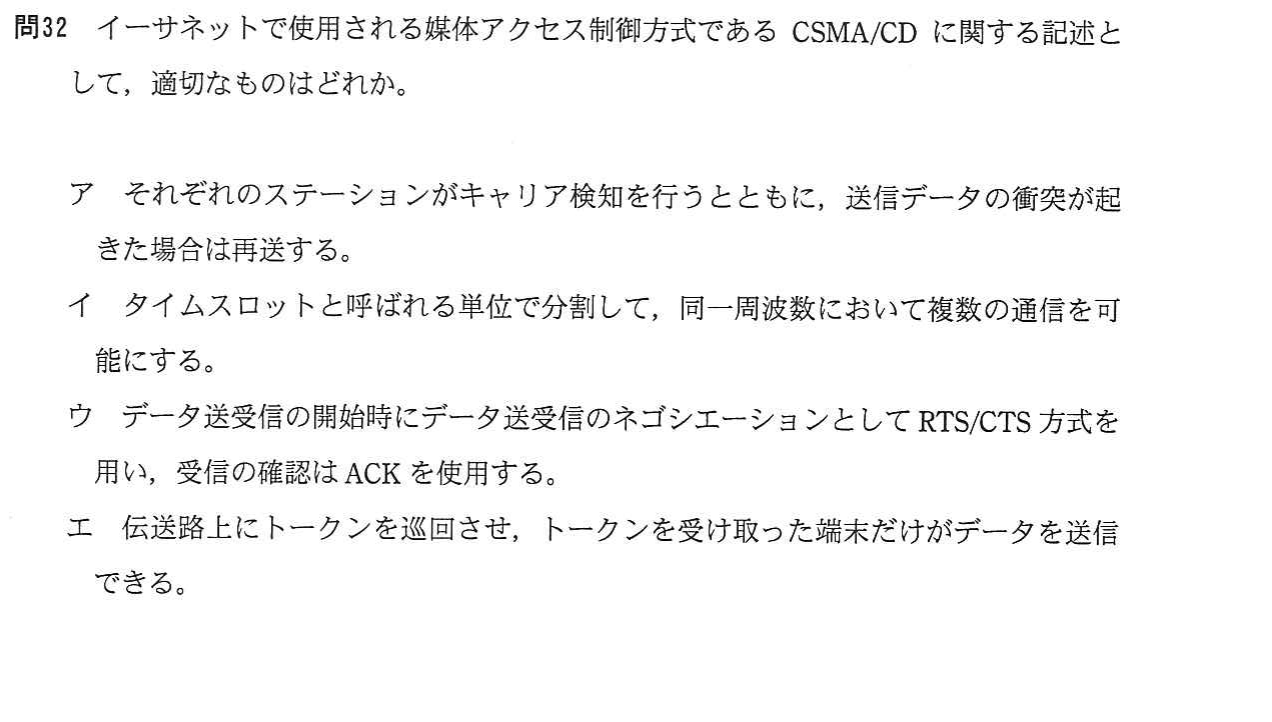 問32 イーサネットで使用される媒体アクセス制御方式である CSMA/CD に関する記述と
して，適切なものはどれか。
ア それぞれのステーションがキャリア検知を行うとともに，送信データの衝突が起
きた場合は再送する。
イ タイムスロットと呼ばれる単位で分割して，同一周波数において複数の通信を可
能にする。
ウ データ送受信の開始時にデータ送受信のネゴシエーションとして RTS/CTS 方式を
用い，受信の確認は ACK を使用する。
エ 伝送路上にトークンを巡回させ，トークンを受け取った端末だけがデータを送信
できる。